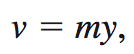 v = my,